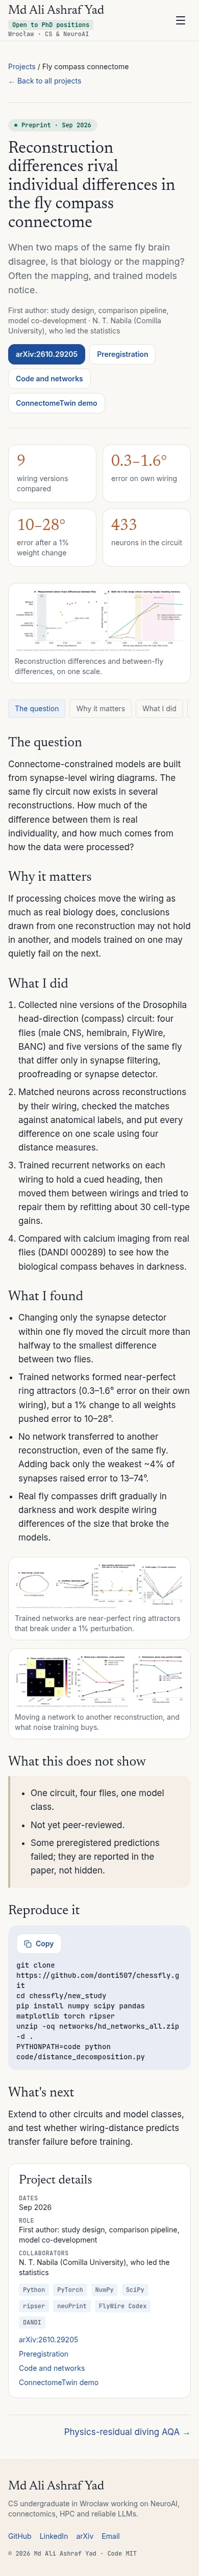 Md Ali Ashraf Yad
Open to PhD positions
Wrocław · CS & NeuroAI
Projects / Fly compass connectome
← Back to all projects
Preprint · Sep 2026
Reconstruction
differences rival
individual differences in
the fly compass
connectome
When two maps of the same fly brain
disagree, is that biology or the mapping?
Often the mapping, and trained models
notice.
First author: study design, comparison pipeline,
model co-development · N. T. Nabila (Comilla
University), who led the statistics
arXiv:2610.29205
Preregistration
Code and networks
ConnectomeTwin demo
9
wiring versions
compared
0.3–1.6°
error on own wiring
10–28°
error after a 1%
weight change
433
neurons in the circuit
Reconstruction differences and between-fly
differences, on one scale.
The question
Why it matters
What I did
The question
Connectome-constrained models are built
from synapse-level wiring diagrams. The
same fly circuit now exists in several
reconstructions. How much of the
difference between them is real
individuality, and how much comes from
how the data were processed?
Why it matters
If processing choices move the wiring as
much as real biology does, conclusions
drawn from one reconstruction may not hold
in another, and models trained on one may
quietly fail on the next.
What I did
1. Collected nine versions of the Drosophila
head-direction (compass) circuit: four
flies (male CNS, hemibrain, FlyWire,
BANC) and five versions of the same fly
that differ only in synapse filtering,
proofreading or synapse detector.
2. Matched neurons across reconstructions
by their wiring, checked the matches
against anatomical labels, and put every
difference on one scale using four
distance measures.
3. Trained recurrent networks on each
wiring to hold a cued heading, then
moved them between wirings and tried to
repair them by refitting about 30 cell-type
gains.
4. Compared with calcium imaging from real
flies (DANDI 000289) to see how the
biological compass behaves in darkness.
What I found
• Changing only the synapse detector
within one fly moved the circuit more than
halfway to the smallest difference
between two flies.
• Trained networks formed near-perfect
ring attractors (0.3–1.6° error on their own
wiring), but a 1% change to all weights
pushed error to 10–28°.
• No network transferred to another
reconstruction, even of the same fly.
Adding back only the weakest ~4% of
synapses raised error to 13–74°.
• Real fly compasses drift gradually in
darkness and work despite wiring
differences of the size that broke the
models.
Trained networks are near-perfect ring attractors
that break under a 1% perturbation.
Moving a network to another reconstruction, and
what noise training buys.
What this does not show
• One circuit, four flies, one model
class.
• Not yet peer-reviewed.
• Some preregistered predictions
failed; they are reported in the
paper, not hidden.
Reproduce it
Copy
git clone
https://github.com/donti507/chessfly.g
it
cd chessfly/new_study
pip install numpy scipy pandas
matplotlib torch ripser
unzip -oq networks/hd_networks_all.zip
-d .
PYTHONPATH=code python
code/distance_decomposition.py
What's next
Extend to other circuits and model classes,
and test whether wiring-distance predicts
transfer failure before training.
Project details
DATES
Sep 2026
ROLE
First author: study design, comparison pipeline,
model co-development
COLLABORATORS
N. T. Nabila (Comilla University), who led the
statistics
Python
PyTorch
NumPy
SciPy
ripser
neuPrint
FlyWire Codex
DANDI
arXiv:2610.29205
Preregistration
Code and networks
ConnectomeTwin demo
Physics-residual diving AQA →
Md Ali Ashraf Yad
CS undergraduate in Wrocław working on NeuroAI,
connectomics, HPC and reliable LLMs.
GitHub LinkedIn arXiv Email
© 2026 Md Ali Ashraf Yad · Code MIT